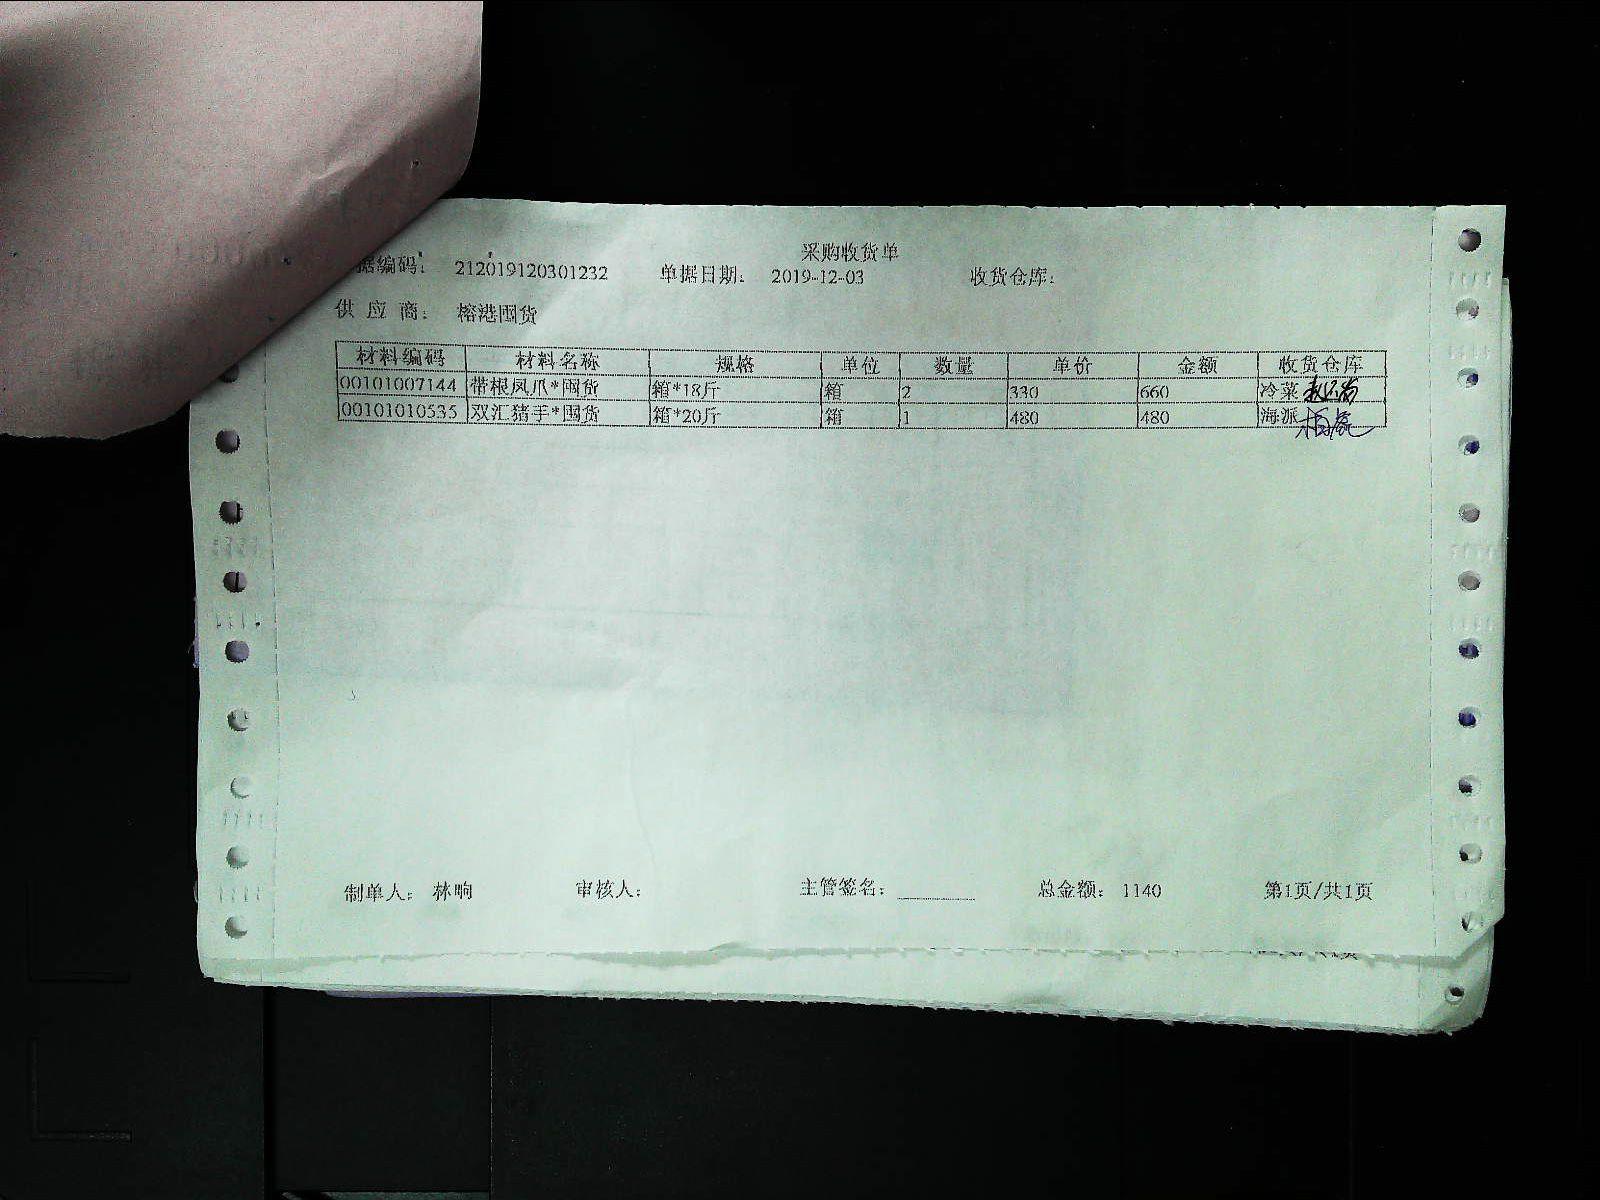 采购收货单
据编码： 212019120301232 单据日期： 2019-12-03 收货仓库：
供 应 商： 榕港囤货
材料编码 材料名称 规格 单位 数量 单价 金额 收货仓库
00101007144 带根凤爪*囤货 箱*18斤 箱 2 330 660 冷菜
00101010535 双汇猪手*囤货 箱*20斤 箱 1 480 480 海派
制单人： 林晌 审核人： 主管签名： 总金额： 1140 第1页/共1页